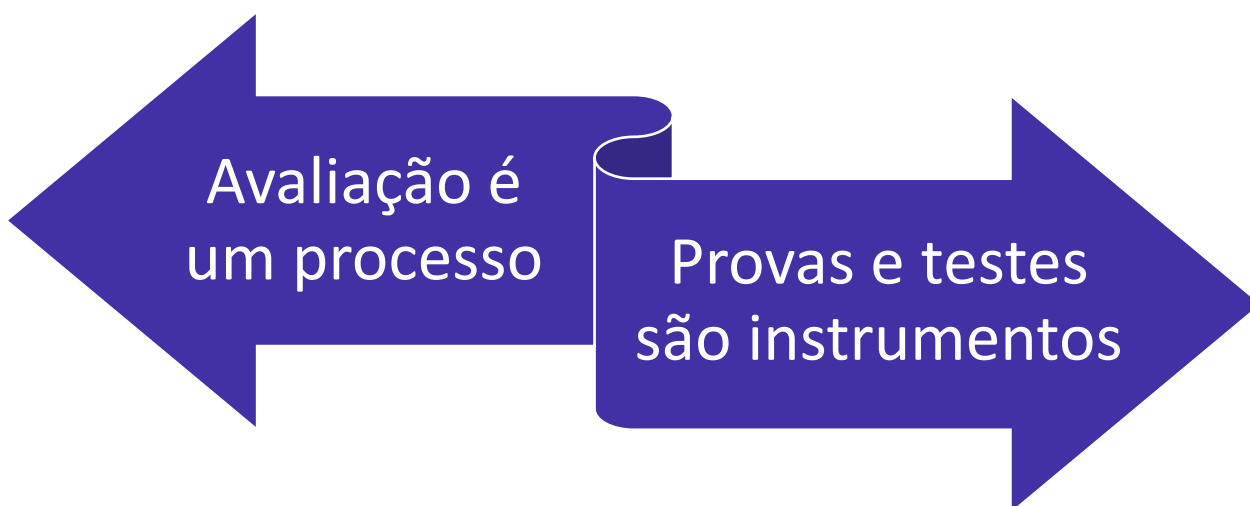 Avaliação é
um processo
Provas e testes
são instrumentos